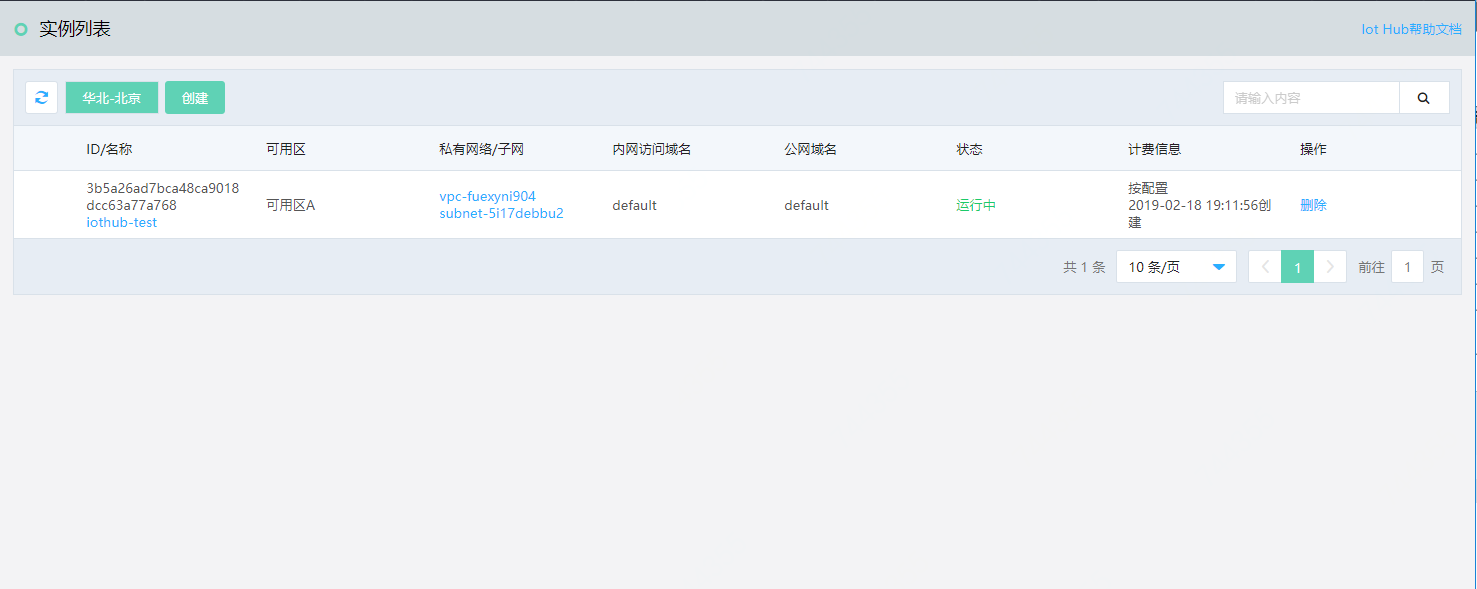 实例列表
Iot Hub帮助文档
华北-北京
创建
请输入内容
ID/名称
可用区
私有网络/子网
内网访问域名
公网域名
状态
计费信息
操作
3b5a26ad7bca48ca9018
dcc63a77a768
iothub-test
可用区A
vpc-fuexyni904
subnet-5i17debbu2
default
default
运行中
按配置
2019-02-18 19:11:56创
建
删除
共 1 条
10 条/页
1
前往
1
页